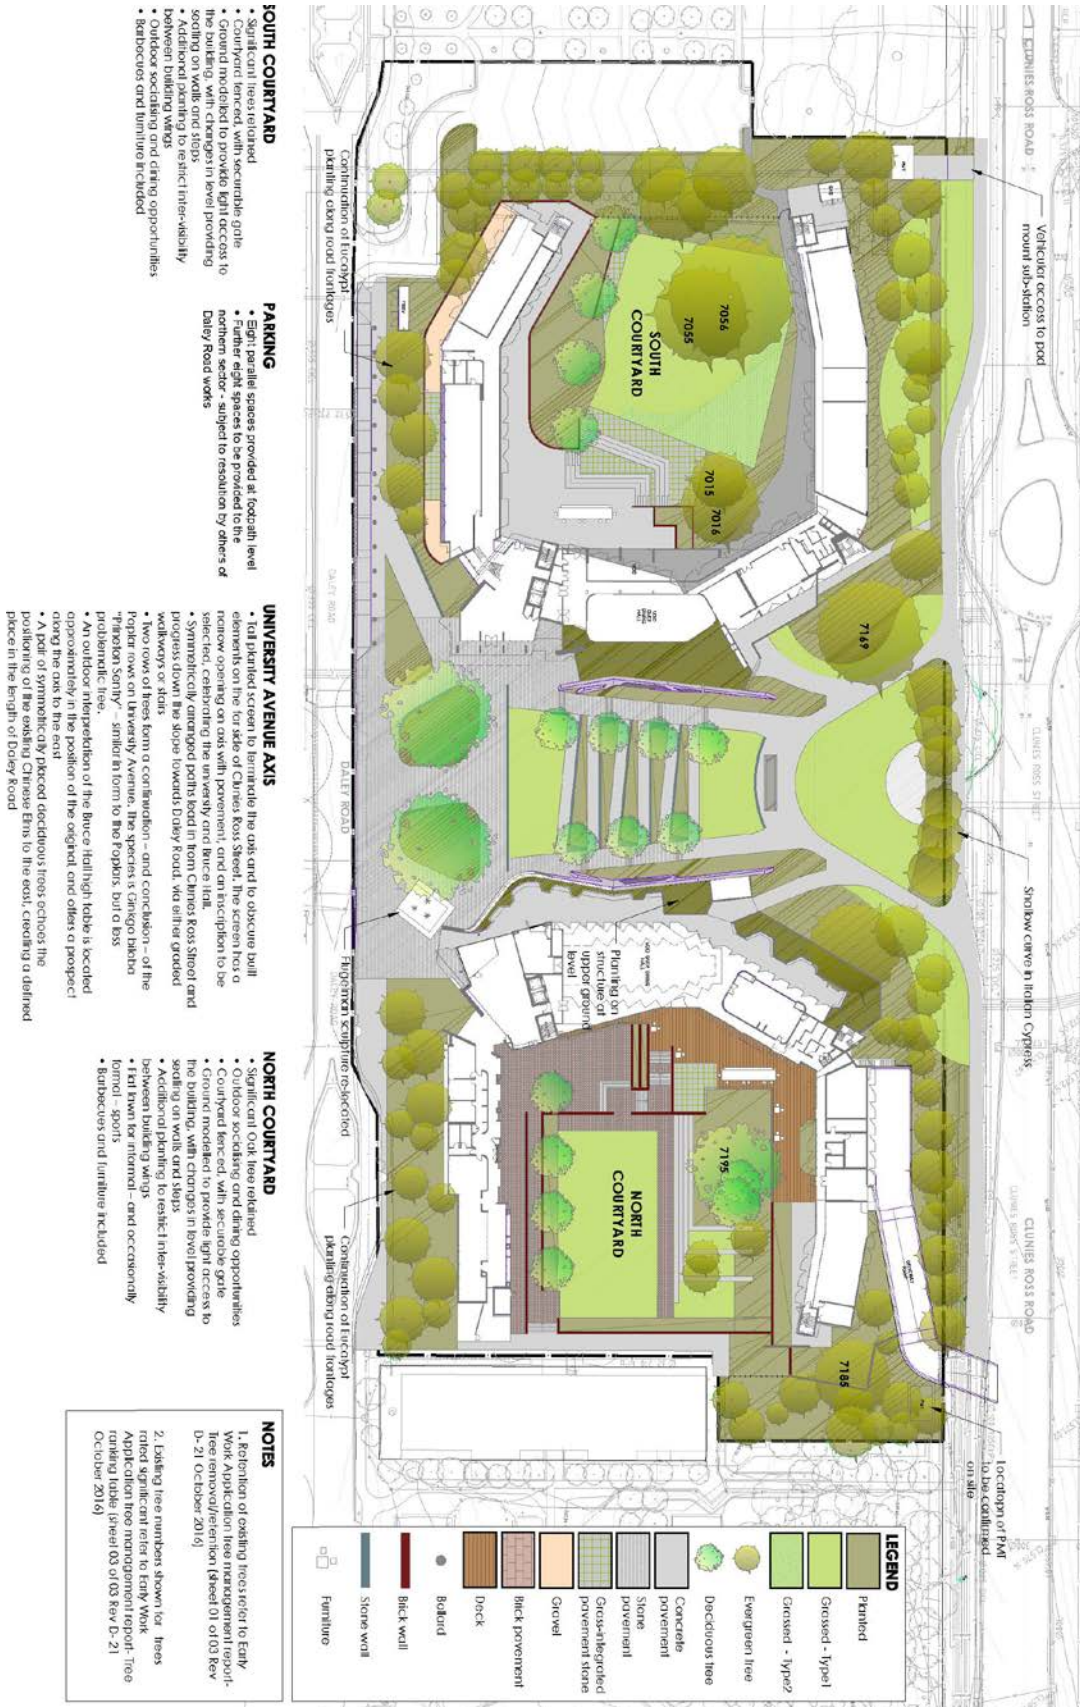 CLUNIES ROSS ROAD
Vehicular access to pad
mount sub-station
CLUNIES ROSS STREET
Shallow curve in Italian Cypress
CLUNIES ROSS STREET
CLUNIES ROSS ROAD
Location of PMT
to be confirmed
on site
7056
7055
SOUTH
COURTYARD
7015
7016
7169
Planting on
structure at
upper ground
level
7195
NORTH
COURTYARD
7185
Continuation of Eucalypt
planting along road frontages
DALEY ROAD
DALEY ROAD
Continuation of Eucalypt
planting along road frontages
SOUTH COURTYARD
• Significant trees retained
• Courtyard fenced, with securable gate
• Ground modelled to provide light access to
the building, with changes in level providing
seating on walls and steps
• Additional planting to restrict inter-visibility
between building wings
• Outdoor socialising and dining opportunities
• Barbecues and furniture included
PARKING
• Eight parallel spaces provided at footpath level
• Further eight spaces to be provided to the
northern sector - subject to resolution by others of
Daley Road works
UNIVERSITY AVENUE AXIS
• Tall planted screen to terminate the axis and to obscure built
elements on the far side of Clunies Ross Street. The screen has a
narrow opening on axis with pavement, and an inscription to be
selected, celebrating the university and Bruce Hall.
• Symmetrically arranged paths lead in from Clunies Ross Street and
progress down the slope towards Daley Road, via either graded
walkways or stairs
• Two rows of trees form a continuation – and conclusion – of the
Poplar rows on University Avenue. The species is Ginkgo biloba
"Princeton Sentry" – similar in form to the Poplars, but a less
problematic tree.
• An outdoor interpretation of the Bruce Hall high table is located
approximately in the position of the original, and offers a prospect
along the axis to the east
• A pair of symmetrically placed deciduous trees echoes the
positioning of the existing Chinese Elms to the east, creating a defined
place in the length of Daley Road
NORTH COURTYARD
• Significant Oak tree retained
• Outdoor socialising and dining opportunities
• Courtyard fenced, with securable gate
• Ground modelled to provide light access to
the building, with changes in level providing
seating on walls and steps
• Additional planting to restrict inter-visibility
between building wings
• Flat lawn for informal – and occasionally
formal – sports
• Barbecues and furniture included
NOTES
1. Retention of existing trees refer to Early
Work Application tree management report-
Tree removal/retention (sheet 01 of 03 Rev
D- 21 October 2016)
2. Existing tree numbers shown for trees
rated significant refer to Early Work
Application tree management report- Tree
ranking table (sheet 03 of 03 Rev D- 21
October 2016)
LEGEND
Planted
Grassed - Type1
Grassed - Type2
Evergreen tree
Deciduous tree
Concrete
pavement
Stone
pavement
Grass-integrated
pavement stone
Gravel
Brick pavement
Deck
Bollard
Brick wall
Stone wall
Furniture